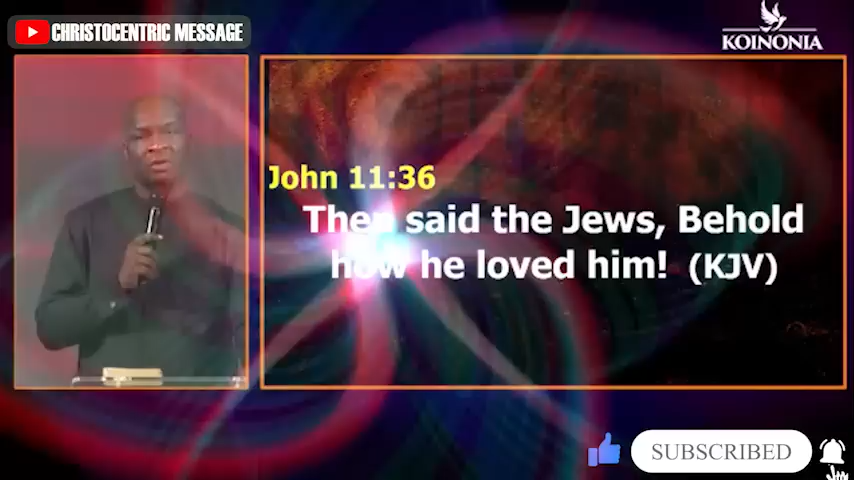 CHRISTOCENTRIC MESSAGE
KOINONIA
John 11:36
Then said the Jews, Behold
how he loved him! (KJV)
SUBSCRIBED